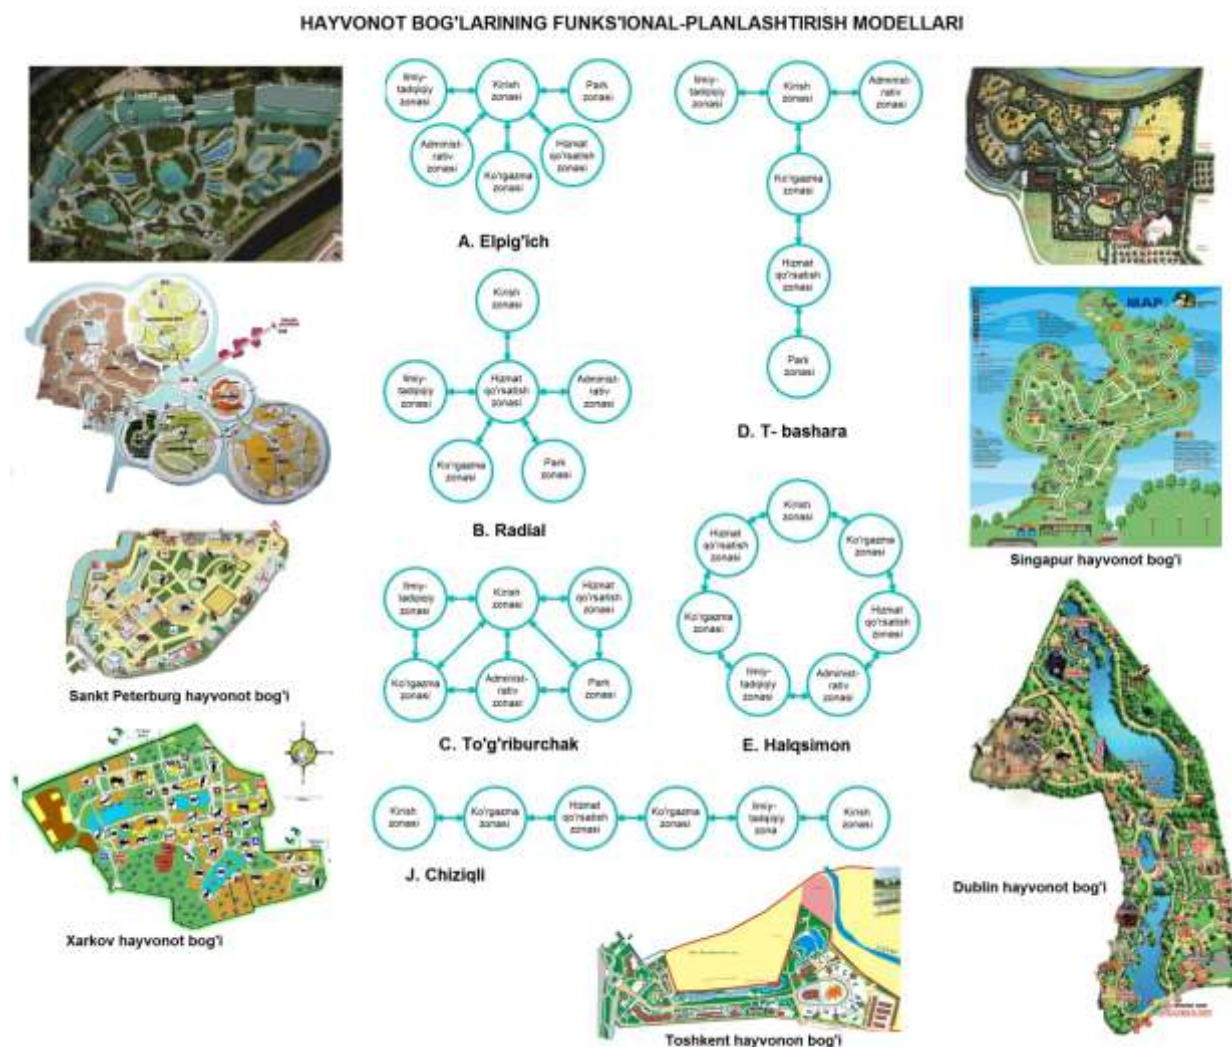 HAYVONOT BOG'LARINING FUNKS'IONAL-PLANLASHTIRISH MODELLARI
Ilmiy-
tadqiqiy
zonasi
Kirish
zonasi
Park
zonasi
Administ-
rativ
zonasi
Ko'rgazma
zonasi
Hizmat
qo'rsatish
zonasi
A. Elpig'ich
Kirish
zonasi
Ilmiy-
tadqiqiy
zonasi
Hizmat
qo'rsatish
zonasi
Administ-
rativ
zonasi
Ko'rgazma
zonasi
Park
zonasi
B. Radial
Ilmiy-
tadqiqiy
zonasi
Kirish
zonasi
Hizmat
qo'rsatish
zonasi
Ko'rgazma
zonasi
Administ-
rativ
zonasi
Park
zonasi
C. To'g'riburchak
Ilmiy-
tadqiqiy
zonasi
Kirish
zonasi
Administ-
rativ
zonasi
Ko'rgazma
zonasi
Hizmat
qo'rsatish
zonasi
Park
zonasi
D. T- bashara
Kirish
zonasi
Hizmat
qo'rsatish
zonasi
Ko'rgazma
zonasi
Ko'rgazma
zonasi
Hizmat
qo'rsatish
zonasi
Ilmiy-
tadqiqiy
zonasi
Administ-
rativ
zonasi
E. Halqsimon
Kirish
zonasi
Ko'rgazma
zonasi
Hizmat
qo'rsatish
zonasi
Ko'rgazma
zonasi
Ilmiy-
tadqiqiy
zona
Kirish
zonasi
J. Chiziqli
Sankt Peterburg hayvonot bog'i
Xarkov hayvonot bog'i
MAP
Singapur hayvonot bog'i
Dublin hayvonot bog'i
Toshkent hayvonon bog'i